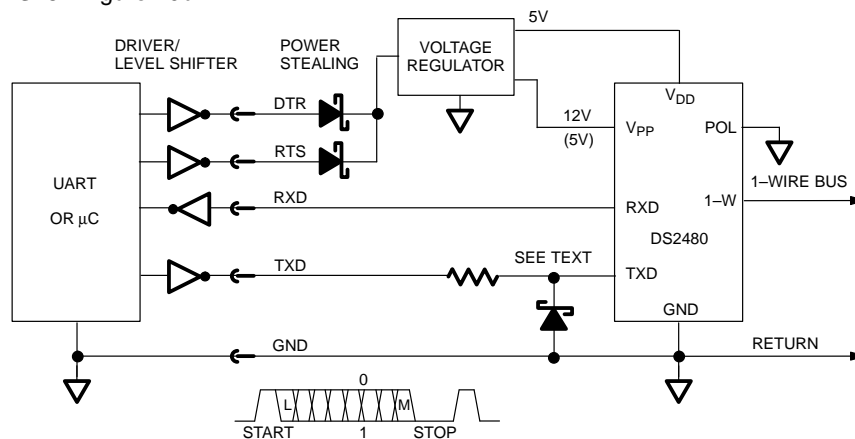 DRIVER/
LEVEL SHIFTER
POWER
STEALING
VOLTAGE
REGULATOR
5V
12V
(5V)
UART
OR μC
DTR
RTS
RXD
TXD
GND
SEE TEXT
VDD
VPP
POL
1–W
RXD
DS2480
TXD
GND
1–WIRE BUS
RETURN
0
L
M
START
1
STOP